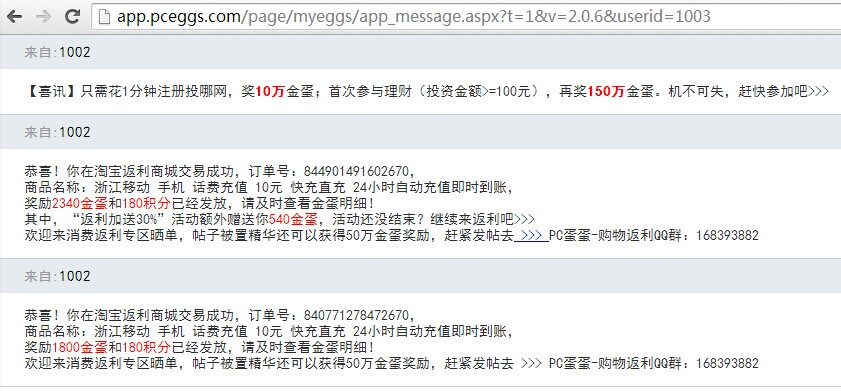 app.pceggs.com/page/myeggs/app_message.aspx?t=1&v=2.0.6&userid=1003
来自:1002
【喜讯】只需花1分钟注册投哪网，奖10万金蛋；首次参与理财（投资金额>=100元），再奖150万金蛋。机不可失，赶快参加吧>>>
来自:1002
恭喜！你在淘宝返利商城交易成功，订单号：844901491602670，
商品名称：浙江移动 手机 话费充值 10元 快充直充 24小时自动充值即时到账，
奖励2340金蛋和180积分已经发放，请及时查看金蛋明细！
其中，“返利加送30%”活动额外赠送你540金蛋，活动还没结束？继续来返利吧>>>
欢迎来消费返利专区晒单，帖子被置精华还可以获得50万金蛋奖励，赶紧发帖去 >>> PC蛋蛋-购物返利QQ群：168393882
来自:1002
恭喜！你在淘宝返利商城交易成功，订单号：840771278472670，
商品名称：浙江移动 手机 话费充值 10元 快充直充 24小时自动充值即时到账，
奖励1800金蛋和180积分已经发放，请及时查看金蛋明细！
欢迎来消费返利专区晒单，帖子被置精华还可以获得50万金蛋奖励，赶紧发帖去 >>> PC蛋蛋-购物返利QQ群：168393882